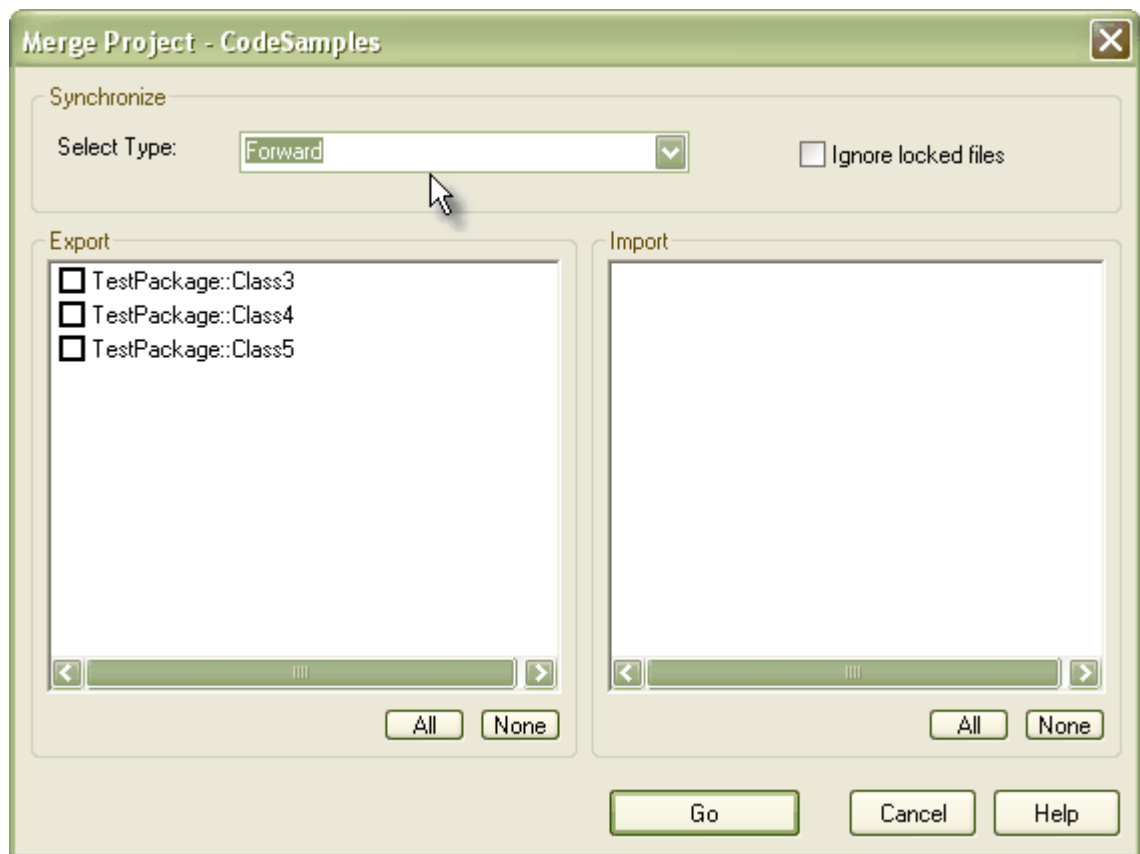 Merge Project - CodeSamples
Synchronize
Select Type:
Forward
Ignore locked files
Export
TestPackage::Class3
TestPackage::Class4
TestPackage::Class5
All
None
Import
All
None
Go
Cancel
Help